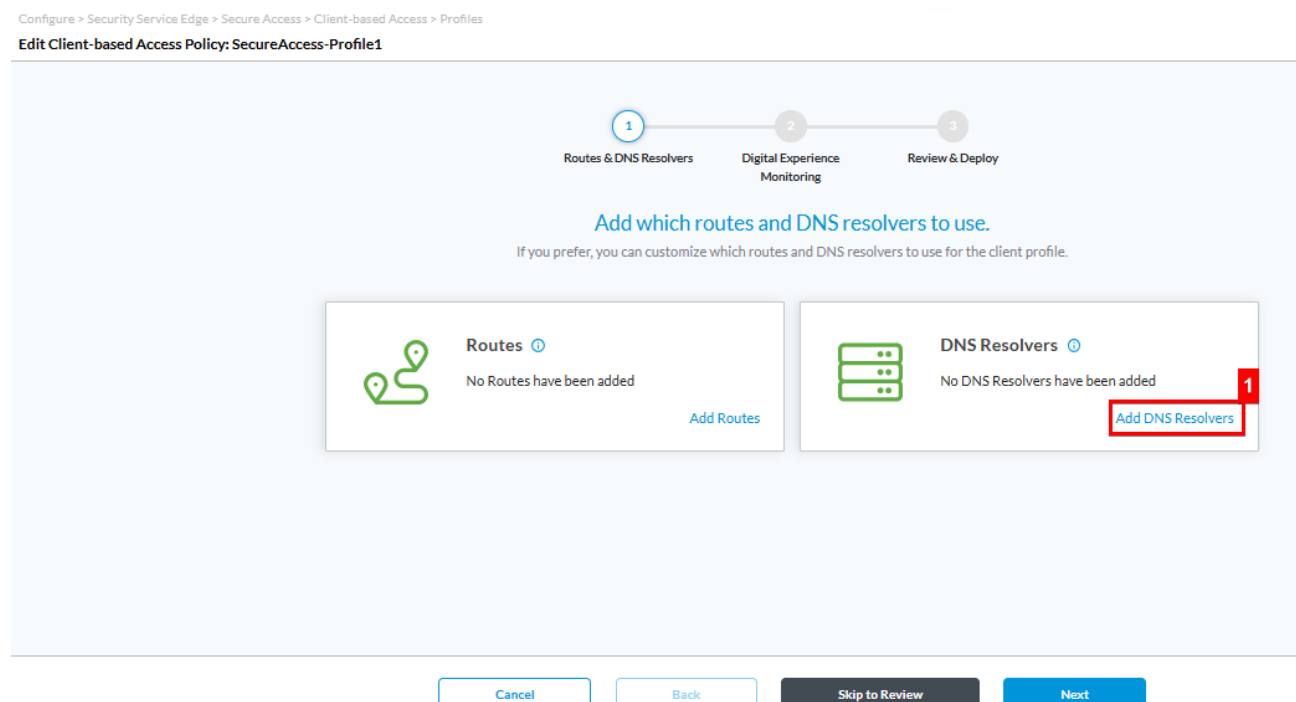 Configure > Security Service Edge > Secure Access > Client-based Access > Profiles
Edit Client-based Access Policy: SecureAccess-Profile1
1
2
3
Routes & DNS Resolvers
Digital Experience
Monitoring
Review & Deploy
Add which routes and DNS resolvers to use.
If you prefer, you can customize which routes and DNS resolvers to use for the client profile.
Routes
No Routes have been added
Add Routes
DNS Resolvers
No DNS Resolvers have been added
1
Add DNS Resolvers
Cancel
Back
Skip to Review
Next